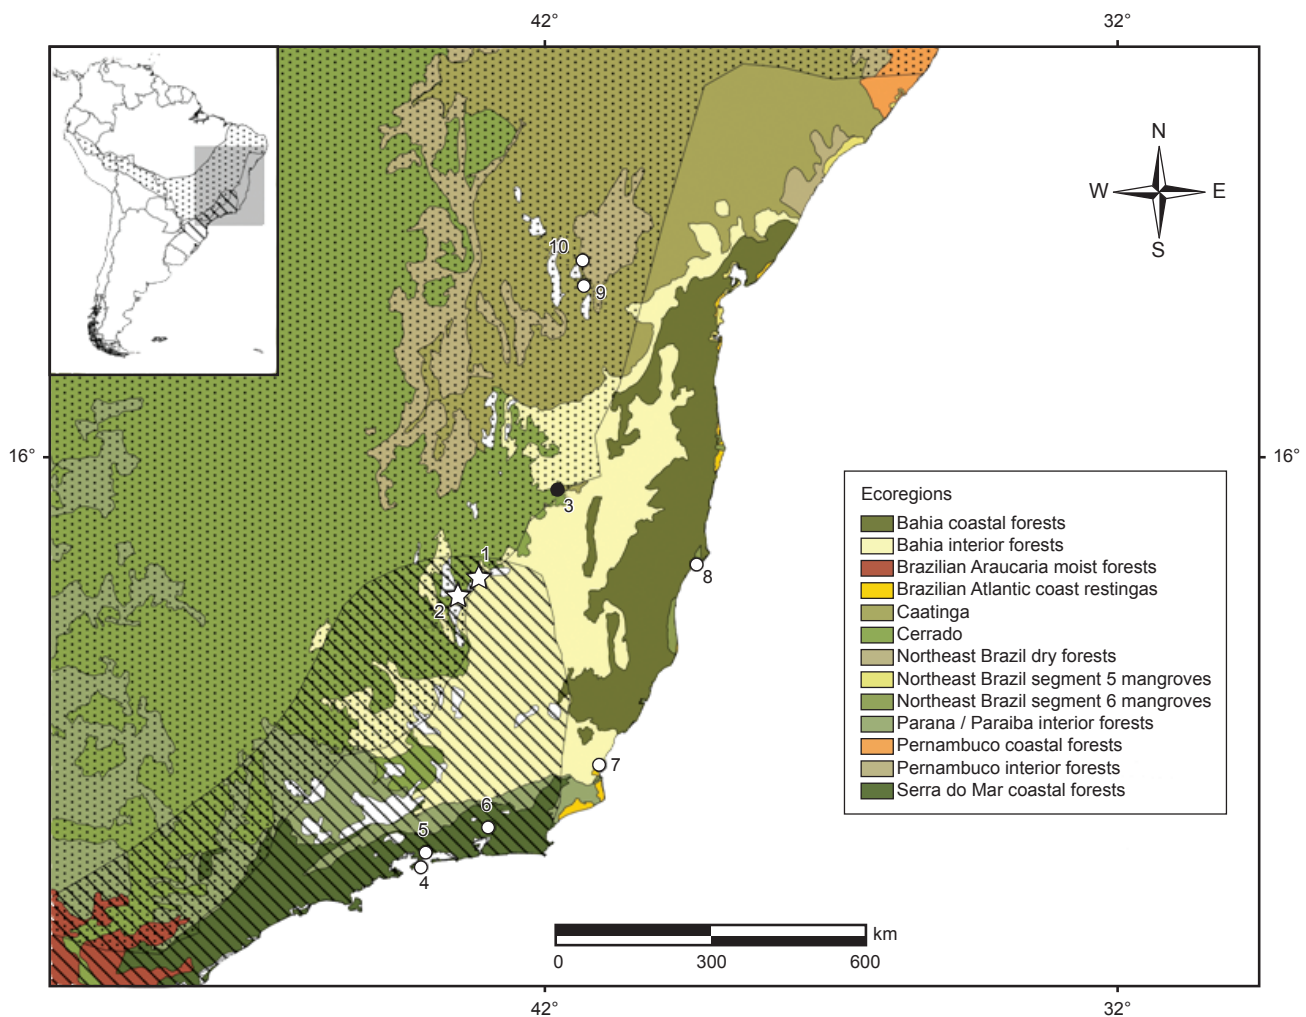 42°
32°
N
W
E
S
10
9
16°
16°
3
1
2
8
7
6
5
4
Ecoregions
Bahia coastal forests
Bahia interior forests
Brazilian Araucaria moist forests
Brazilian Atlantic coast restingas
Caatinga
Cerrado
Northeast Brazil dry forests
Northeast Brazil segment 5 mangroves
Northeast Brazil segment 6 mangroves
Parana / Paraiba interior forests
Pernambuco coastal forests
Pernambuco interior forests
Serra do Mar coastal forests
km
0
300
600
42°
32°